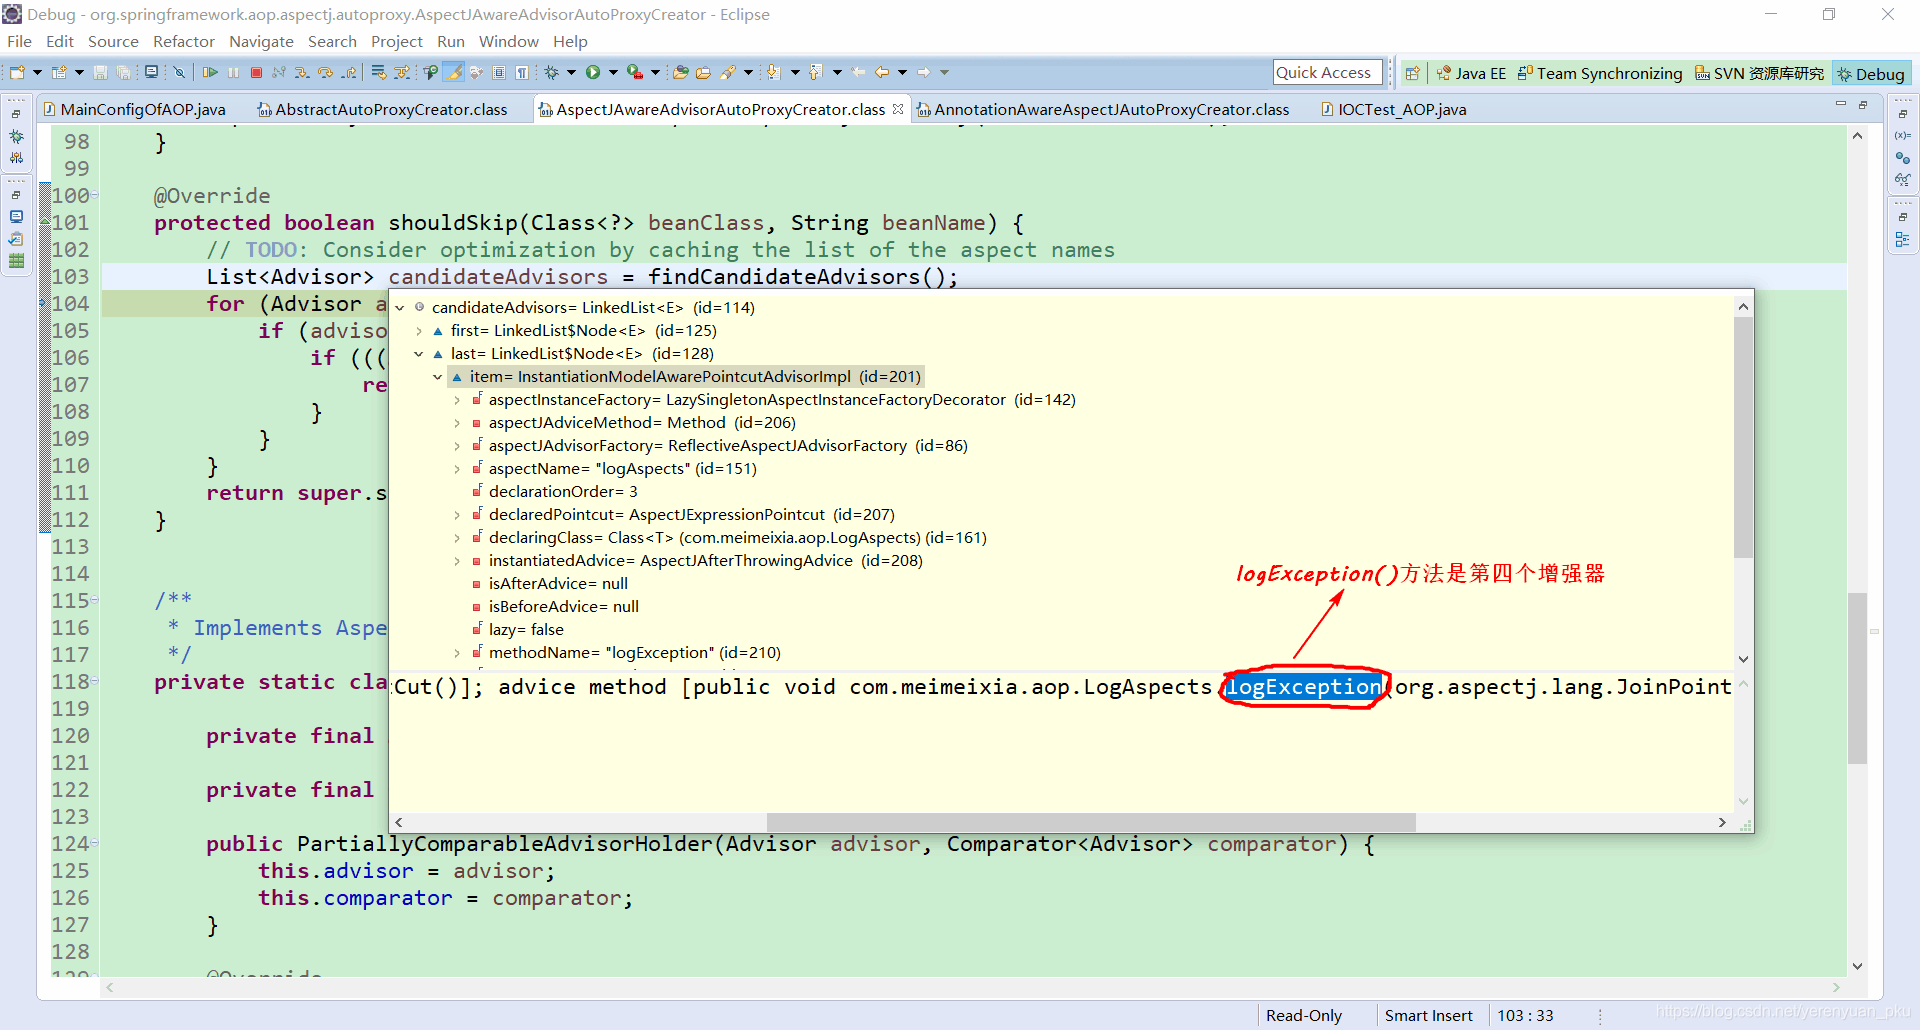 Debug - org.springframework.aop.aspectj.autoproxy.AspectJAwareAdvisorAutoProxyCreator - Eclipse
File Edit Source Refactor Navigate Search Project Run Window Help
Quick Access Java EE Team Synchronizing SVN 资源库研究 Debug
MainConfigOfAOP.java AbstractAutoProxyCreator.class AspectJAwareAdvisorAutoProxyCreator.class AnnotationAwareAspectJAutoProxyCreator.class IOCTest_AOP.java
98 }
99
100 @Override
101 protected boolean shouldSkip(Class<?> beanClass, String beanName) {
102 // TODO: Consider optimization by caching the list of the aspect names
103 List<Advisor> candidateAdvisors = findCandidateAdvisors();
104 for (Advisor a
candidateAdvisors= LinkedList<E> (id=114)
105 if (adviso
first= LinkedList$Node<E> (id=125)
106 if (((
last= LinkedList$Node<E> (id=128)
107 re
item= InstantiationModelAwarePointcutAdvisorImpl (id=201)
108 }
aspectInstanceFactory= LazySingletonAspectInstanceFactoryDecorator (id=142)
aspectJAdviceMethod= Method (id=206)
109 }
aspectJAdvisorFactory= ReflectiveAspectJAdvisorFactory (id=86)
110 }
aspectName= "logAspects" (id=151)
111 return super.s
declarationOrder= 3
112 }
declaredPointcut= AspectJExpressionPointcut (id=207)
113
declaringClass= Class<T> (com.meimeixia.aop.LogAspects) (id=161)
114
instantiatedAdvice= AspectJAfterThrowingAdvice (id=208)
logException()方法是第四个增强器
isAfterAdvice= null
115 /**
isBeforeAdvice= null
116 * Implements Aspe
lazy= false
117 */
methodName= "logException" (id=210)
118 private static cla
Cut()]; advice method [public void com.meimeixia.aop.LogAspects.logException(org.aspectj.lang.JoinPoint
119
120 private final
121
122 private final
123
124 public PartiallyComparableAdvisorHolder(Advisor advisor, Comparator<Advisor> comparator) {
125 this.advisor = advisor;
126 this.comparator = comparator;
127 }
128
129 @Override
Read-Only Smart Insert 103 : 33
https://blog.csdn.net/yerenyuan_pku